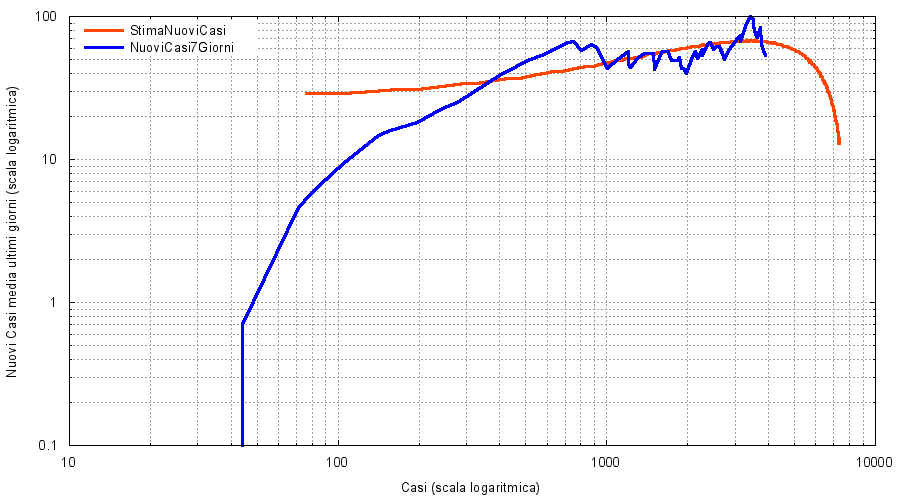 StimaNuoviCasi
NuoviCasi7Giorni
100
10
1
0.1
10
100
1000
10000
Nuovi Casi media ultimi giorni (scala logaritmica)
Casi (scala logaritmica)